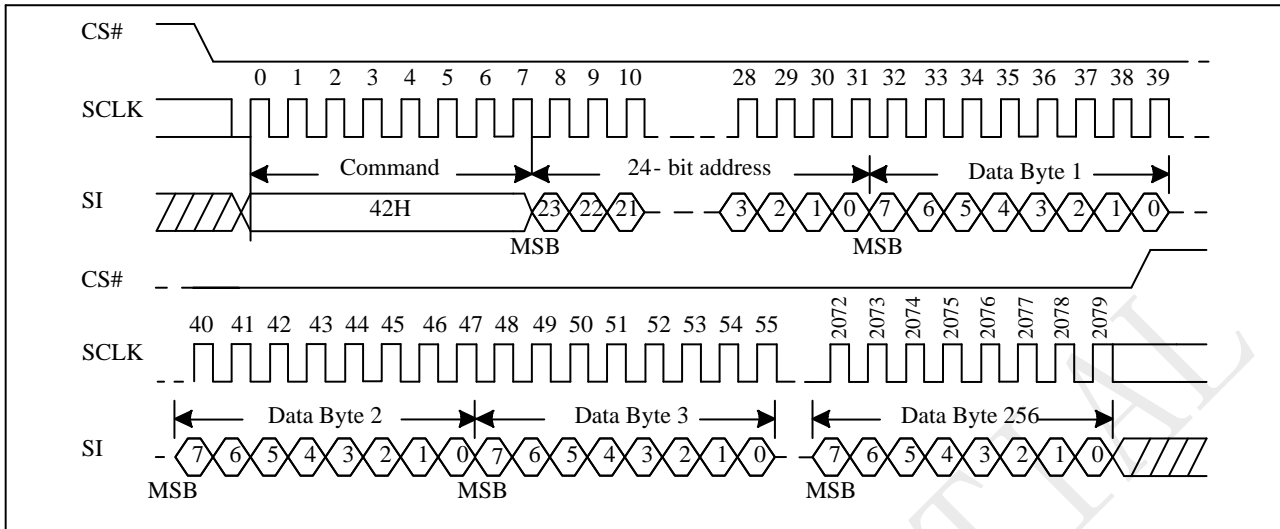 CS#
0 1 2 3 4 5 6 7 8 9 10 28 29 30 31 32 33 34 35 36 37 38 39
SCLK
Command 24- bit address Data Byte 1
SI 42H 23 22 21 3 2 1 0 7 6 5 4 3 2 1 0
MSB MSB
CS#
40 41 42 43 44 45 46 47 48 49 50 51 52 53 54 55 2072 2073 2074 2075 2076 2077 2078 2079
SCLK
Data Byte 2 Data Byte 3 Data Byte 256
SI 7 6 5 4 3 2 1 0 7 6 5 4 3 2 1 0 7 6 5 4 3 2 1 0
MSB MSB MSB
TIAL